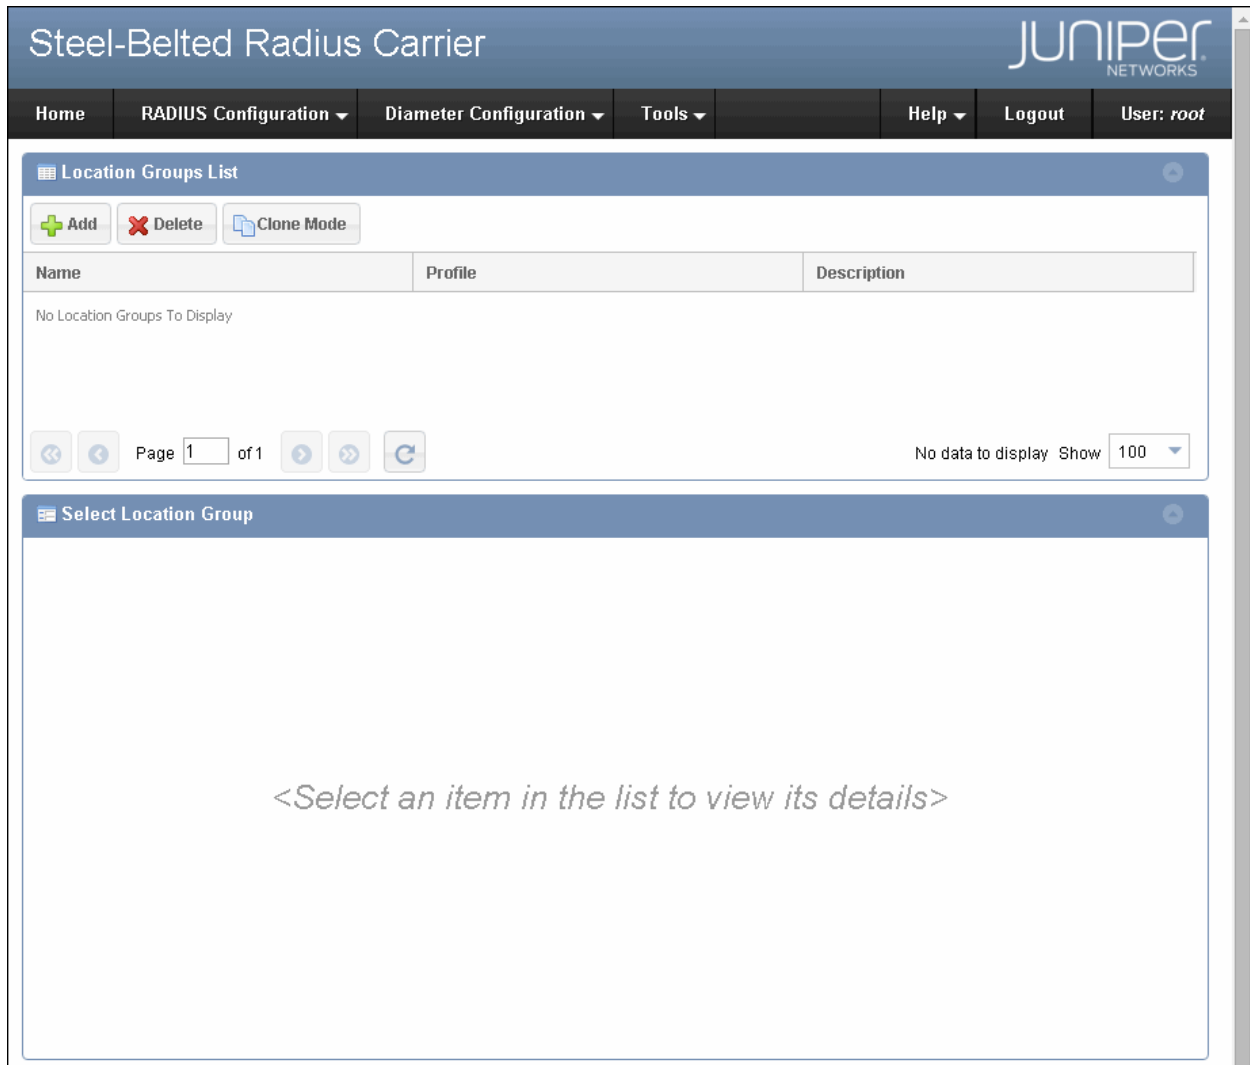 Steel-Belted Radius Carrier
JUNIPER
NETWORKS
Home RADIUS Configuration Diameter Configuration Tools Help Logout User: root
Location Groups List
Add Delete Clone Mode
Name Profile Description
No Location Groups To Display
Page 1 of 1 No data to display Show 100
Select Location Group
<Select an item in the list to view its details>